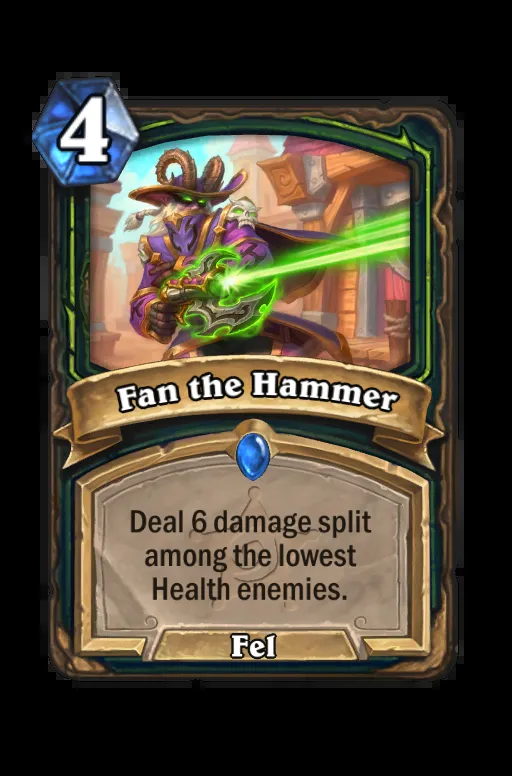 4
Fan the Hammer
Deal 6 damage split
among the lowest
Health enemies.
Fel